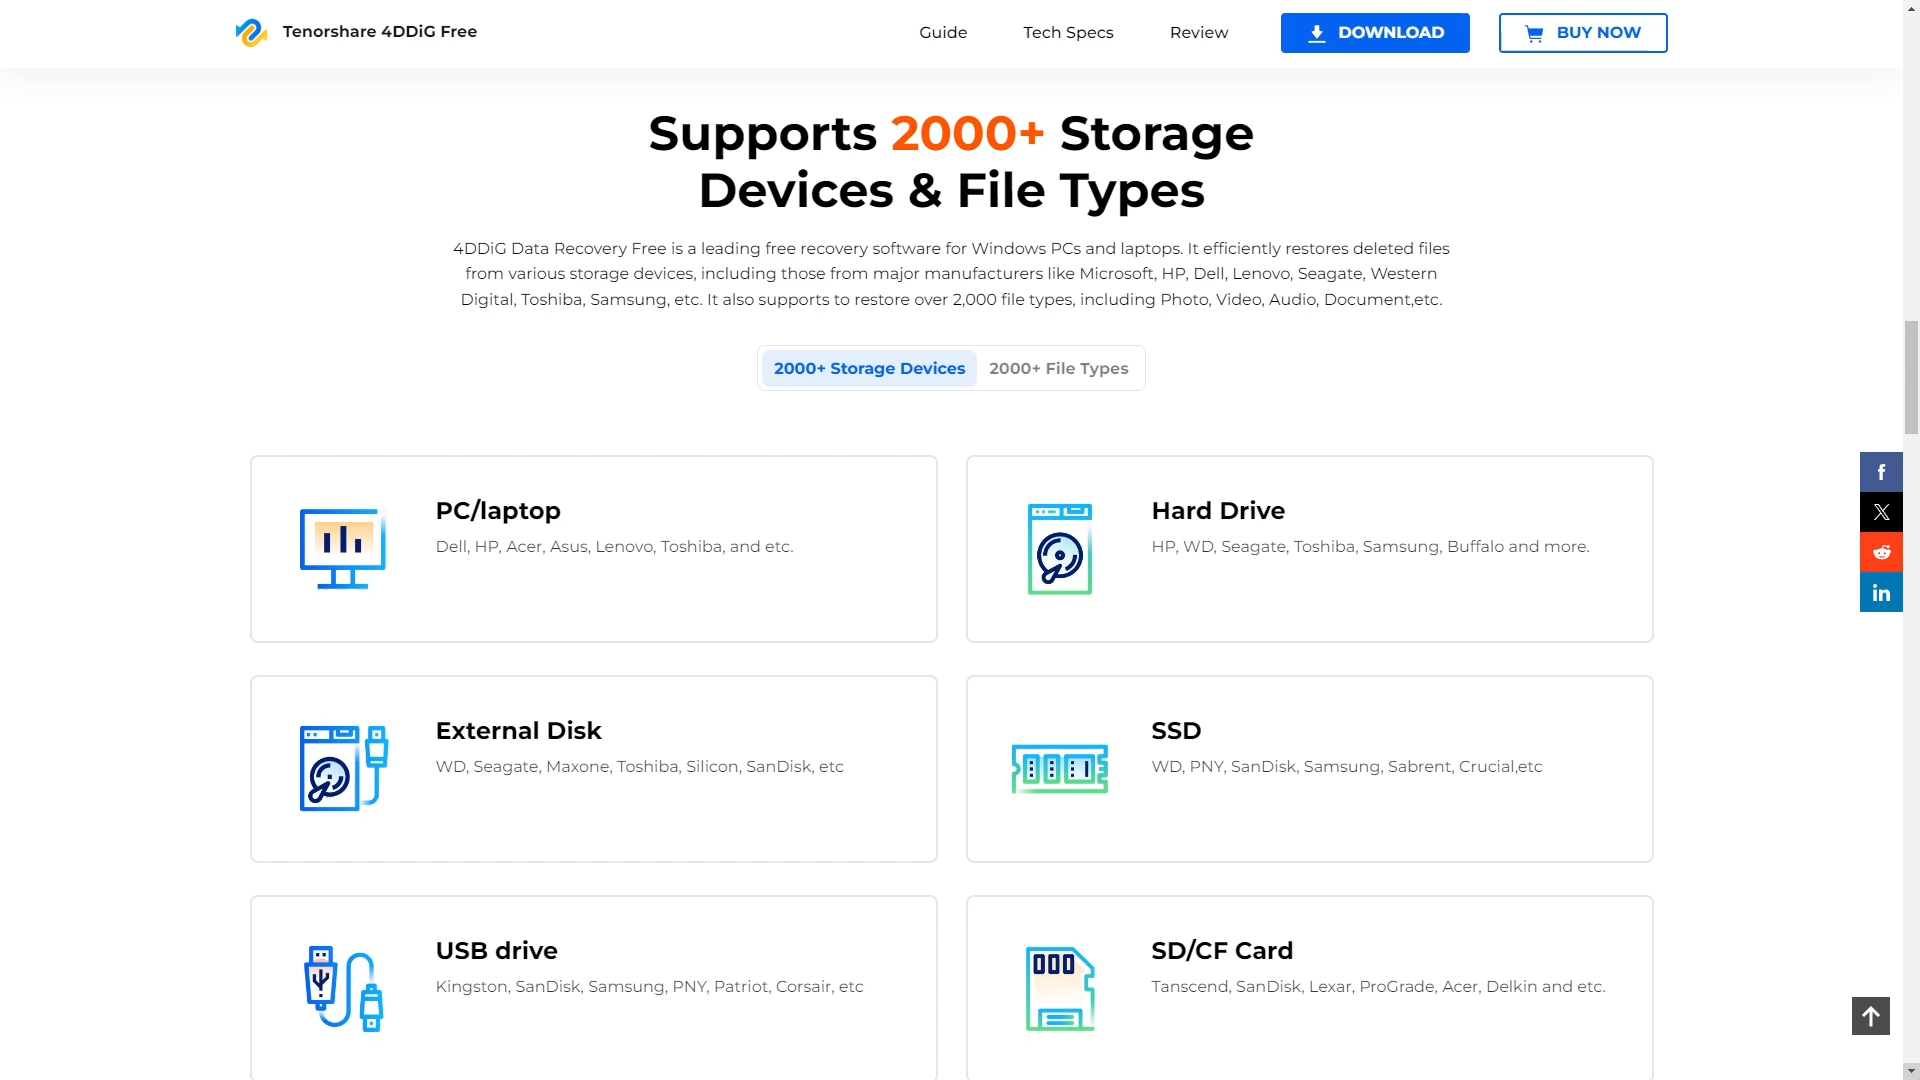 Tenorshare 4DDiG Free
Guide
Tech Specs
Review
DOWNLOAD
BUY NOW
Supports 2000+ Storage
Devices & File Types
4DDiG Data Recovery Free is a leading free recovery software for Windows PCs and laptops. It efficiently restores deleted files
from various storage devices, including those from major manufacturers like Microsoft, HP, Dell, Lenovo, Seagate, Western
Digital, Toshiba, Samsung, etc. It also supports to restore over 2,000 file types, including Photo, Video, Audio, Document,etc.
2000+ Storage Devices
2000+ File Types
PC/laptop
Dell, HP, Acer, Asus, Lenovo, Toshiba, and etc.
Hard Drive
HP, WD, Seagate, Toshiba, Samsung, Buffalo and more.
External Disk
WD, Seagate, Maxone, Toshiba, Silicon, SanDisk, etc
SSD
WD, PNY, SanDisk, Samsung, Sabrent, Crucial,etc
USB drive
Kingston, SanDisk, Samsung, PNY, Patriot, Corsair, etc
SD/CF Card
Tanscend, SanDisk, Lexar, ProGrade, Acer, Delkin and etc.